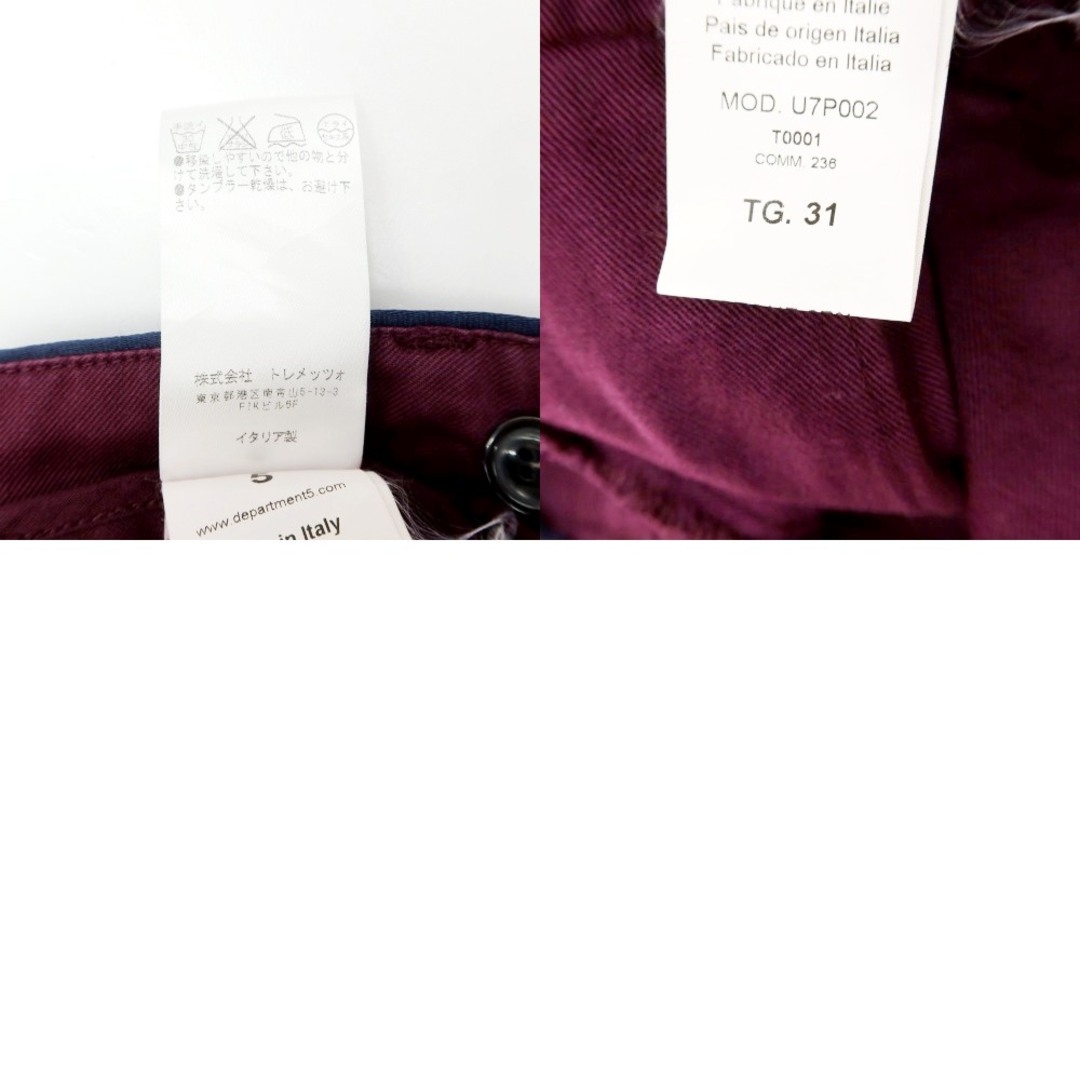 ●移染しやすいので他の物と分
けて洗濯して下さい。
●タンブラー乾燥は、お避け下
さい。
株式会社 トレメッツォ
東京都港区南青山5-13-3
FIKビル5F
イタリア製
5
www.department5.com
in Italy
Fabriqué en Italie
Pais de origen Italia
Fabricado en Italia
MOD. U7P002
T0001
COMM. 236
TG. 31